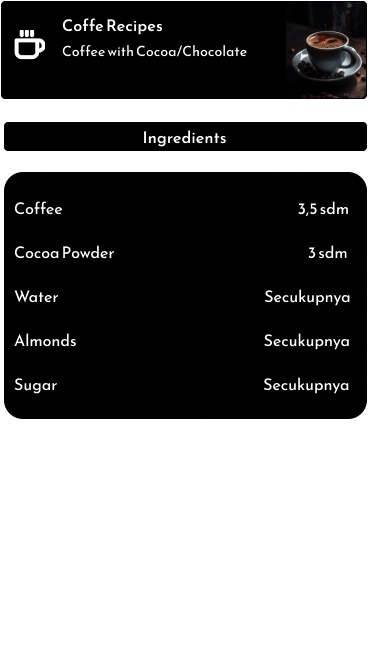 Coffe Recipes
Coffee with Cocoa/Chocolate
Ingredients
Coffee 3,5 sdm
Cocoa Powder 3 sdm
Water Secukupnya
Almonds Secukupnya
Sugar Secukupnya